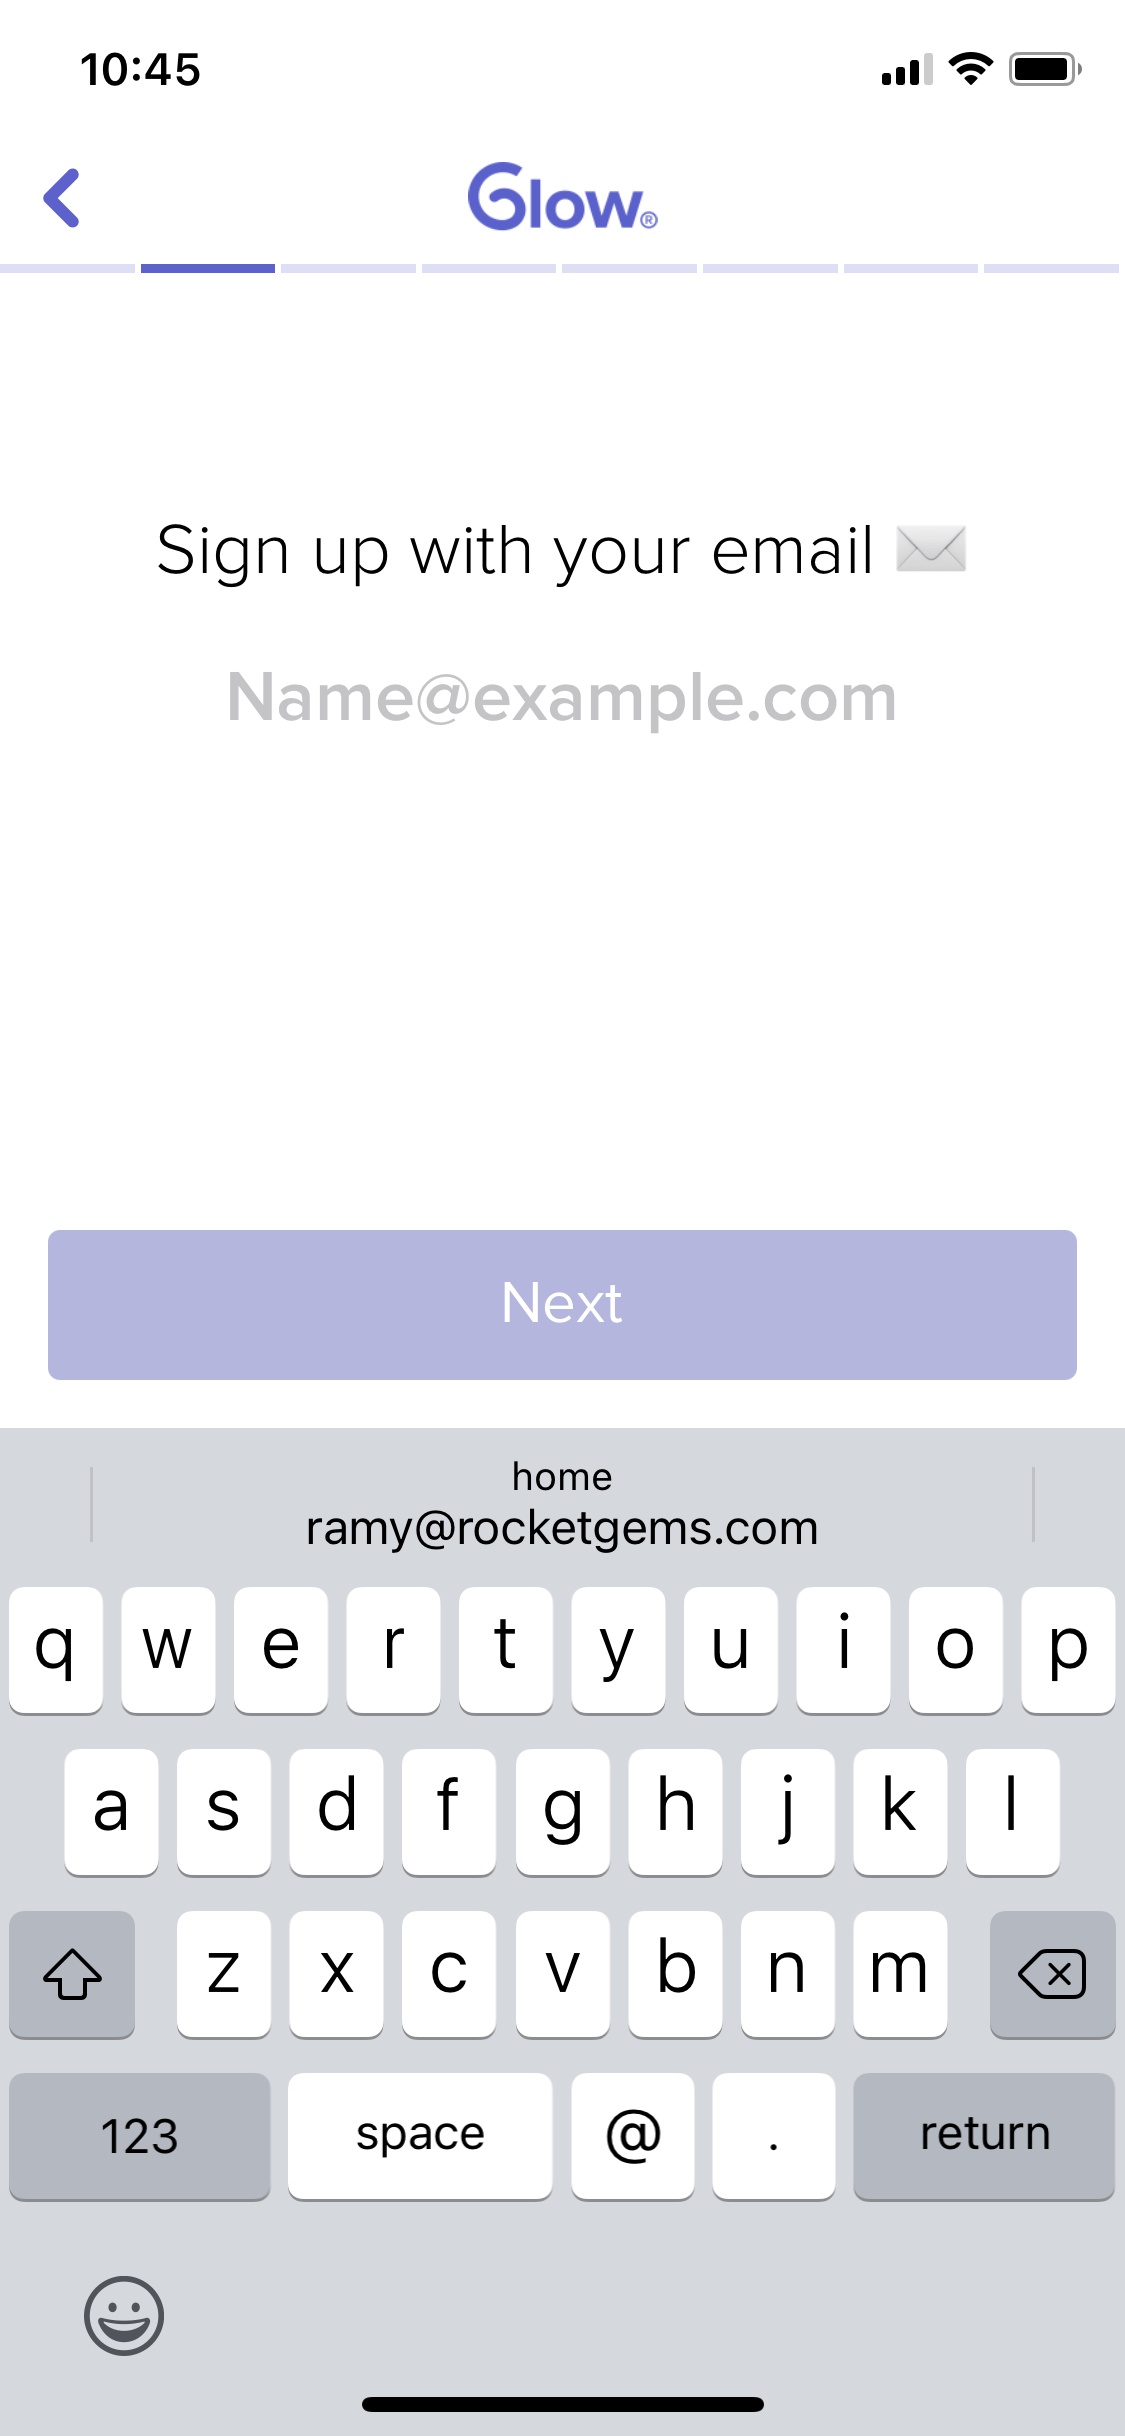 10:45
Glow®
Sign up with your email
Name@example.com
Next
home
ramy@rocketgems.com
q w e r t y u i o p
a s d f g h j k l
z x c v b n m
123 space @ . return